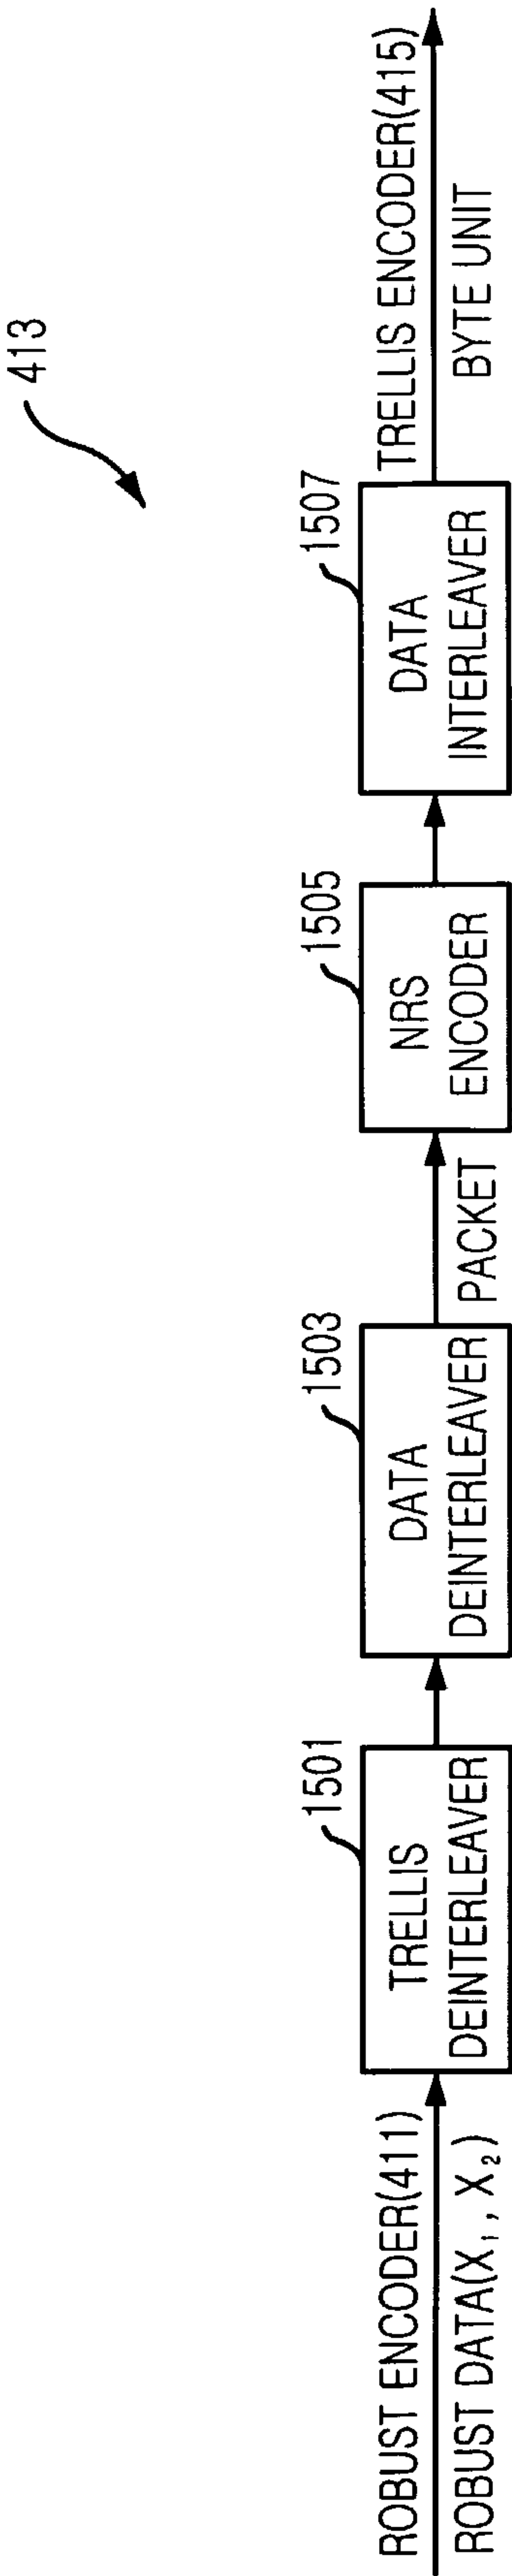 413
ROBUST ENCODER(411)
ROBUST DATA(X₁, X₂)
1501
TRELLIS
DEINTERLEAVER
1503
DATA
DEINTERLEAVER
PACKET
1505
NRS
ENCODER
1507
DATA
INTERLEAVER
TRELLIS ENCODER(415)
BYTE UNIT